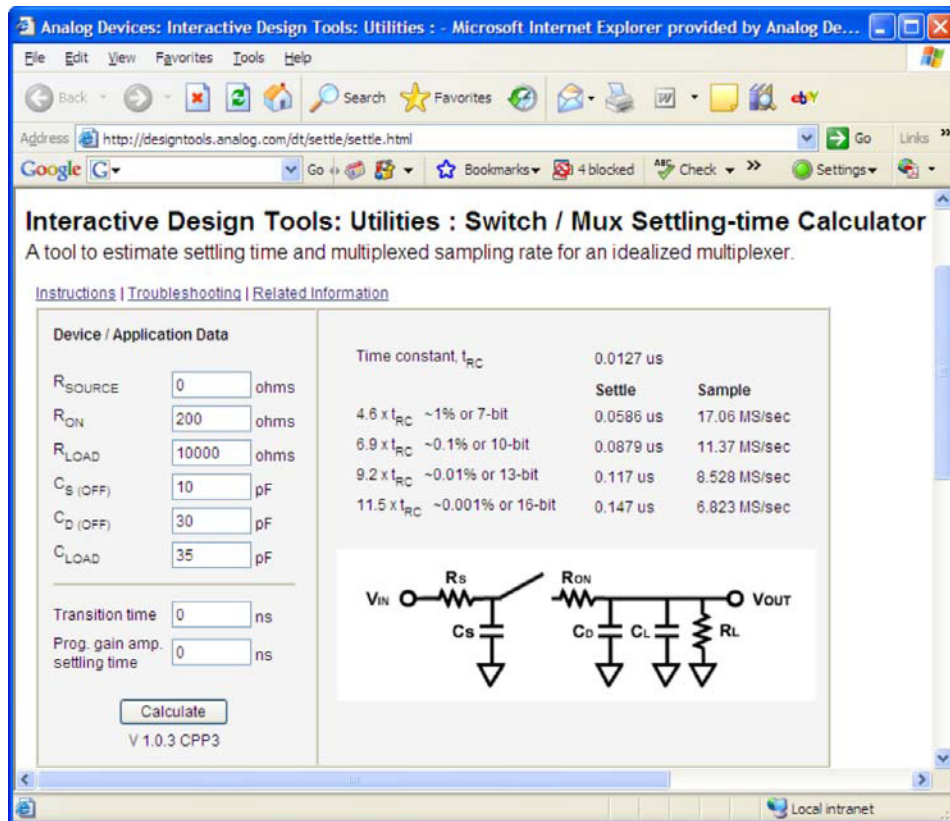 Analog Devices: Interactive Design Tools: Utilities : - Microsoft Internet Explorer provided by Analog De...
File Edit View Favorites Tools Help
Back Search Favorites W ebY
Address http://designtools.analog.com/dt/settle/settle.html Go Links »
Google G Go Bookmarks 4 blocked ABC Check » Settings
Interactive Design Tools: Utilities : Switch / Mux Settling-time Calculator
A tool to estimate settling time and multiplexed sampling rate for an idealized multiplexer.
Instructions | Troubleshooting | Related Information
Device / Application Data
RSOURCE 0 ohms
RON 200 ohms
RLOAD 10000 ohms
CS (OFF) 10 pF
CD (OFF) 30 pF
CLOAD 35 pF
Transition time 0 ns
Prog. gain amp. settling time 0 ns
Calculate
V 1.0.3 CPP3
Time constant, tRC 0.0127 us
Settle Sample
4.6 x tRC ~1% or 7-bit 0.0586 us 17.06 MS/sec
6.9 x tRC ~0.1% or 10-bit 0.0879 us 11.37 MS/sec
9.2 x tRC ~0.01% or 13-bit 0.117 us 8.528 MS/sec
11.5 x tRC ~0.001% or 16-bit 0.147 us 6.823 MS/sec
RS RON
VIN VOUT
CS CD CL RL
Local intranet